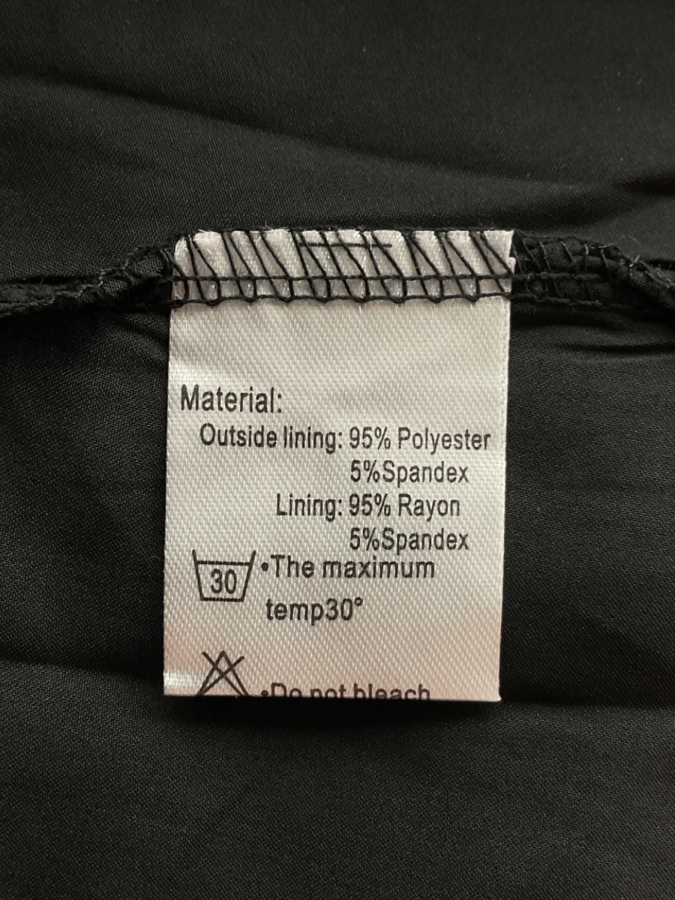 Material:
Outside lining: 95% Polyester
5%Spandex
Lining: 95% Rayon
5%Spandex
30 •The maximum
temp30°
•Do not bleach